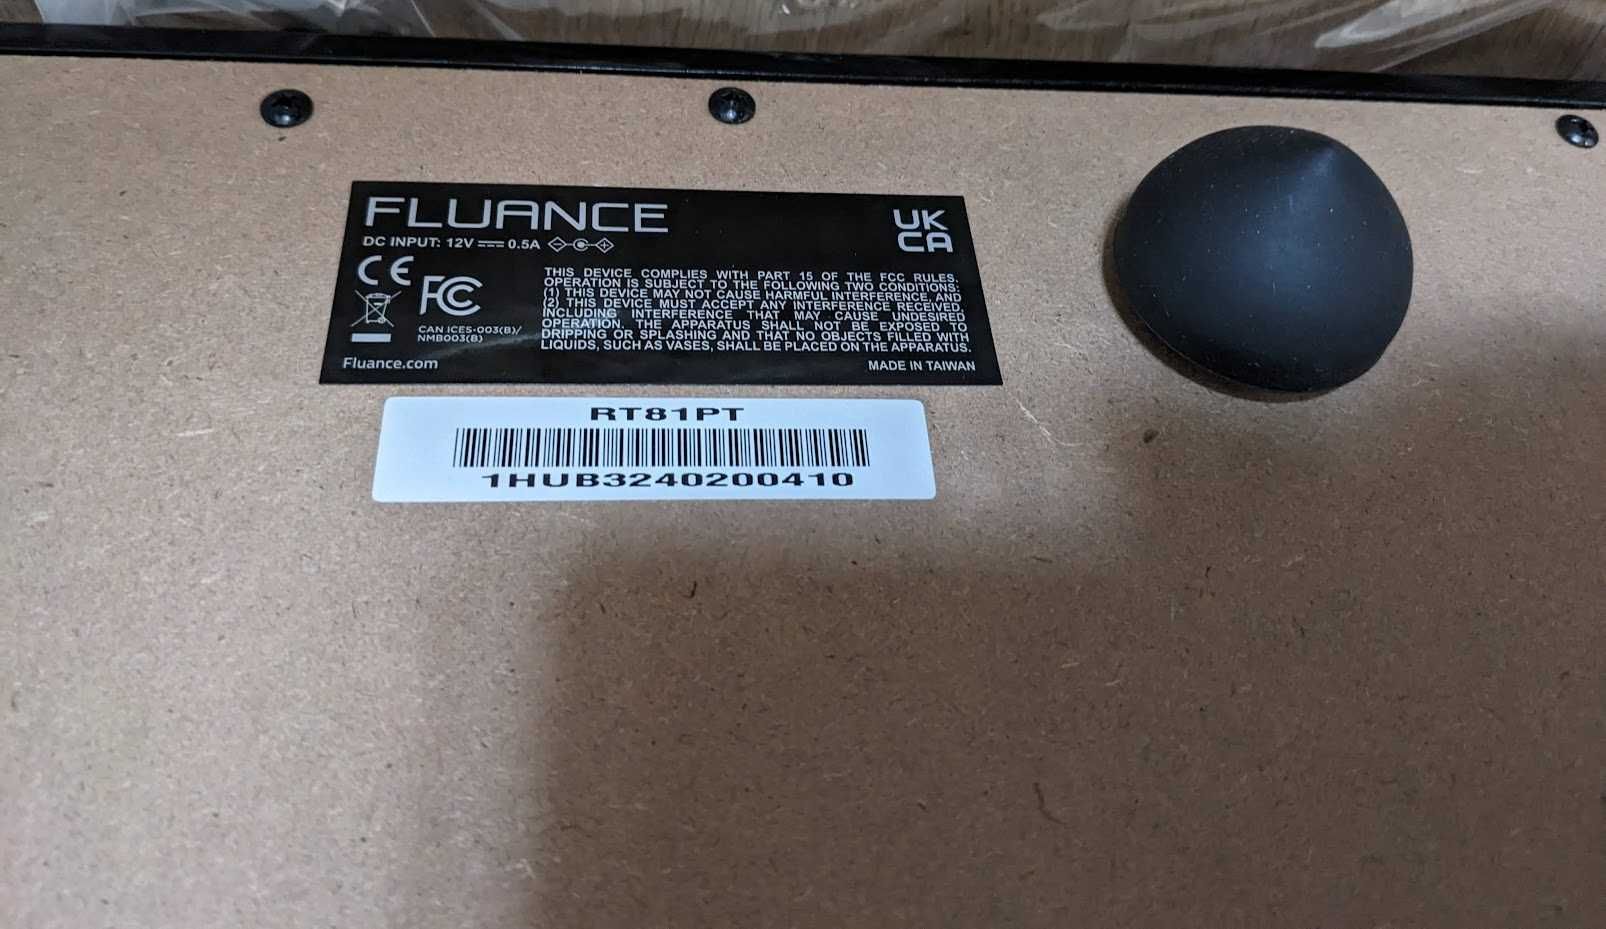 FLUANCE
UK
CA
DC INPUT: 12V 0.5A
CE
FC
CAN ICES-003(B)/
NMB003(B)
THIS DEVICE COMPLIES WITH PART 15 OF THE FCC RULES.
OPERATION IS SUBJECT TO THE FOLLOWING TWO CONDITIONS:
(1) THIS DEVICE MAY NOT CAUSE HARMFUL INTERFERENCE, AND
(2) THIS DEVICE MUST ACCEPT ANY INTERFERENCE RECEIVED,
INCLUDING INTERFERENCE THAT MAY CAUSE UNDESIRED
OPERATION. THE APPARATUS SHALL NOT BE EXPOSED TO
DRIPPING OR SPLASHING AND THAT NO OBJECTS FILLED WITH
LIQUIDS, SUCH AS VASES, SHALL BE PLACED ON THE APPARATUS.
Fluance.com
MADE IN TAIWAN
RT81PT
1HUB3240200410